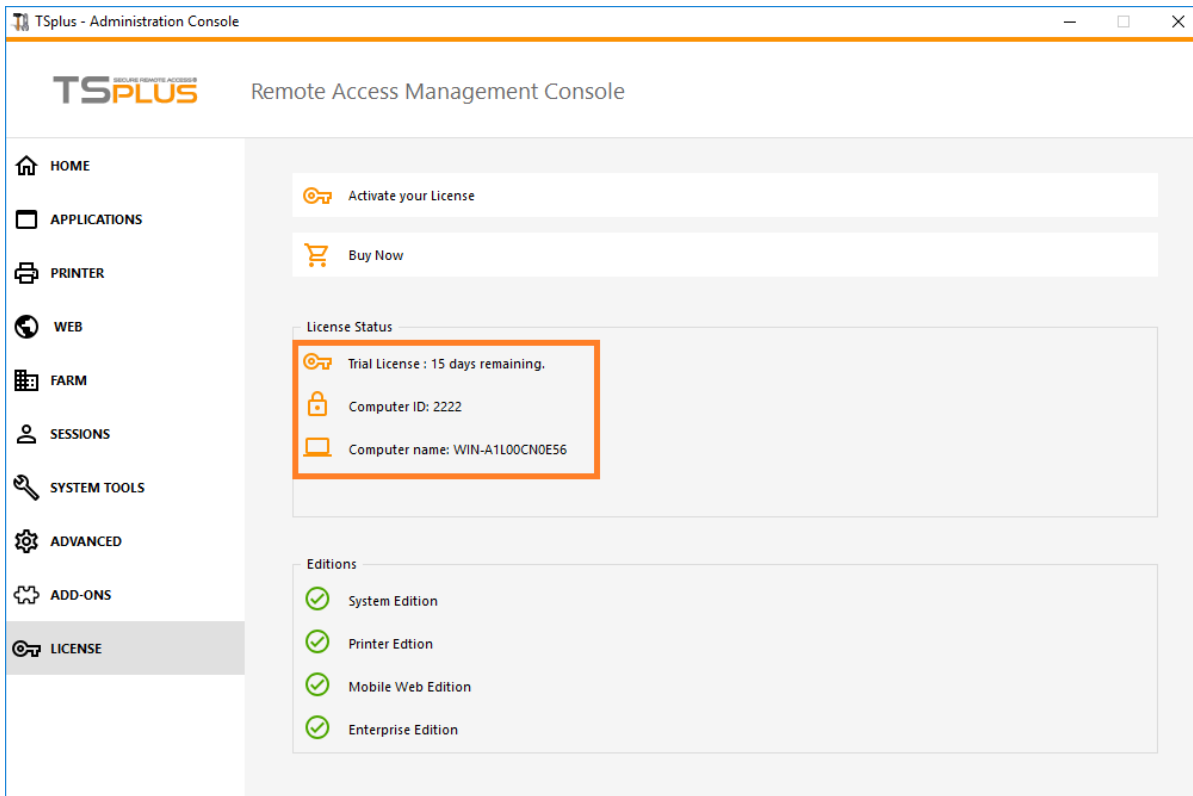 TSplus - Administration Console
TSPLUS
SECURE REMOTE ACCESS®
Remote Access Management Console
HOME
APPLICATIONS
PRINTER
WEB
FARM
SESSIONS
SYSTEM TOOLS
ADVANCED
ADD-ONS
LICENSE
Activate your License
Buy Now
License Status
Trial License : 15 days remaining.
Computer ID: 2222
Computer name: WIN-A1L00CN0E56
Editions
System Edition
Printer Edtion
Mobile Web Edition
Enterprise Edition